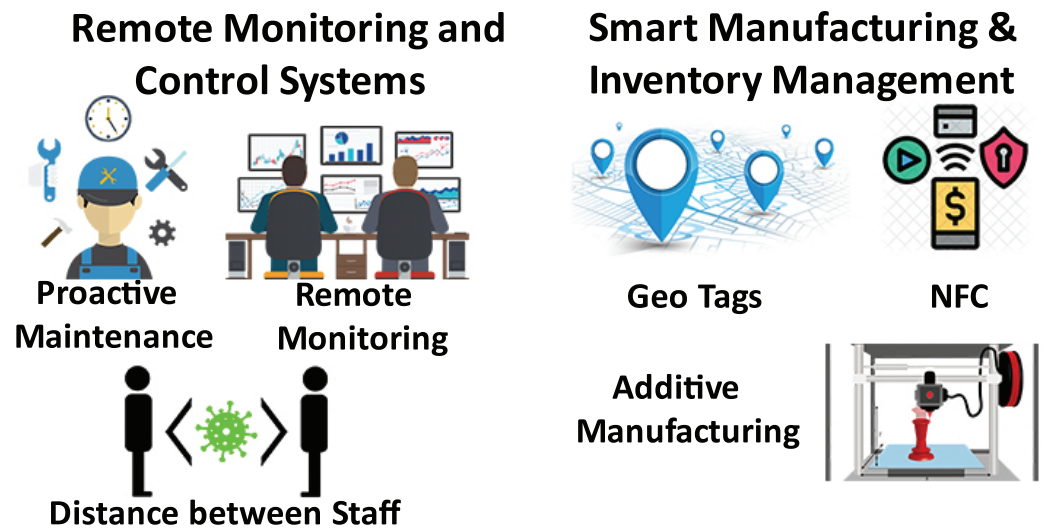 Remote Monitoring and
Control Systems
Proactive
Maintenance
Remote
Monitoring
Distance between Staff
Smart Manufacturing &
Inventory Management
Geo Tags
NFC
$
Additive
Manufacturing